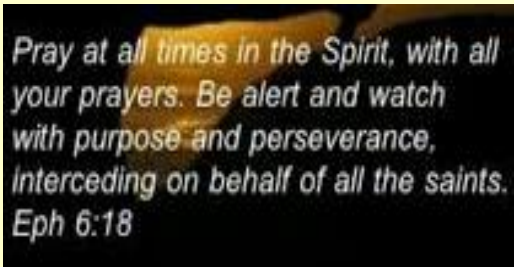 Pray at all times in the Spirit, with all
your prayers. Be alert and watch
with purpose and perseverance,
interceding on behalf of all the saints.
Eph 6:18